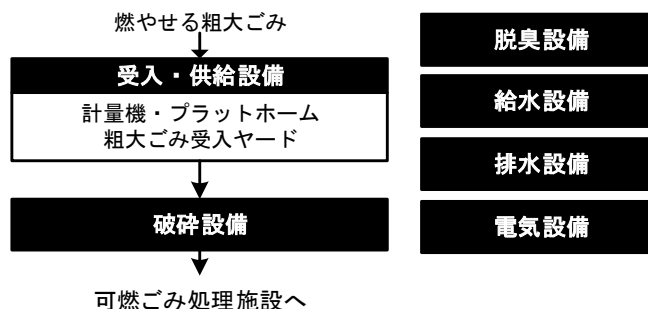 燃やせる粗大ごみ
受入・供給設備
計量機・プラットホーム
粗大ごみ受入ヤード
破砕設備
可燃ごみ処理施設へ
脱臭設備
給水設備
排水設備
電気設備